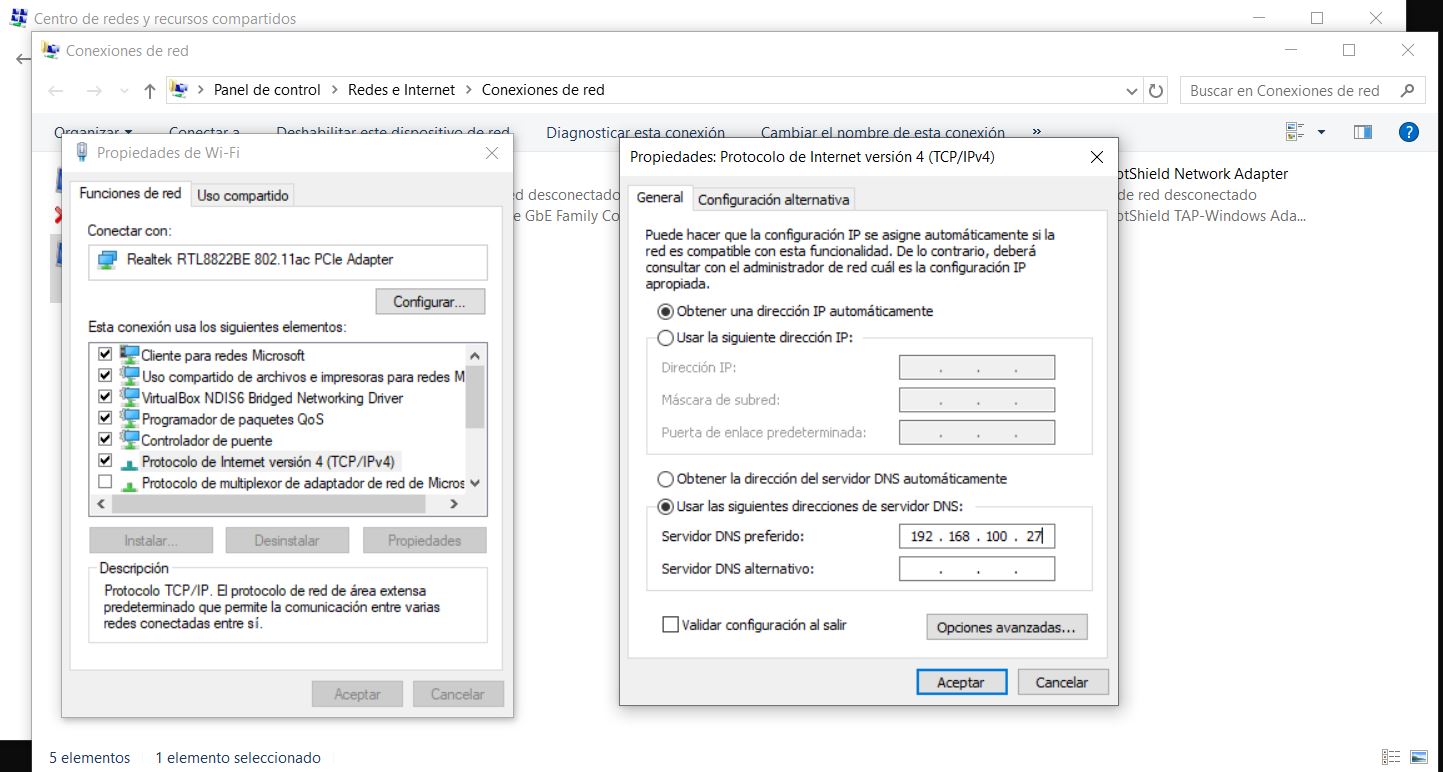 Centro de redes y recursos compartidos
Conexiones de red
Panel de control > Redes e Internet > Conexiones de red
Buscar en Conexiones de red
Organizar Conectar a Deshabilitar este dispositivo de red Diagnosticar esta conexión Cambiar el nombre de esta conexión »
Propiedades de Wi-Fi
Funciones de red
Uso compartido
Conectar con:
Realtek RTL8822BE 802.11ac PCIe Adapter
Configurar...
Esta conexión usa los siguientes elementos:
Cliente para redes Microsoft
Uso compartido de archivos e impresoras para redes M
VirtualBox NDIS6 Bridged Networking Driver
Programador de paquetes QoS
Controlador de puente
Protocolo de Internet versión 4 (TCP/IPv4)
Protocolo de multiplexor de adaptador de red de Micros
Instalar... Desinstalar Propiedades
Descripción
Protocolo TCP/IP. El protocolo de red de área extensa
predeterminado que permite la comunicación entre varias
redes conectadas entre sí.
Aceptar Cancelar
ed desconectado
e GbE Family Co
Propiedades: Protocolo de Internet versión 4 (TCP/IPv4)
General
Configuración alternativa
Puede hacer que la configuración IP se asigne automáticamente si la
red es compatible con esta funcionalidad. De lo contrario, deberá
consultar con el administrador de red cuál es la configuración IP
apropiada.
Obtener una dirección IP automáticamente
Usar la siguiente dirección IP:
Dirección IP: . . .
Máscara de subred: . . .
Puerta de enlace predeterminada: . . .
Obtener la dirección del servidor DNS automáticamente
Usar las siguientes direcciones de servidor DNS:
Servidor DNS preferido: 192 . 168 . 100 . 27
Servidor DNS alternativo: . . .
Validar configuración al salir
Opciones avanzadas...
Aceptar Cancelar
otShield Network Adapter
de red desconectado
otShield TAP-Windows Ada...
5 elementos 1 elemento seleccionado